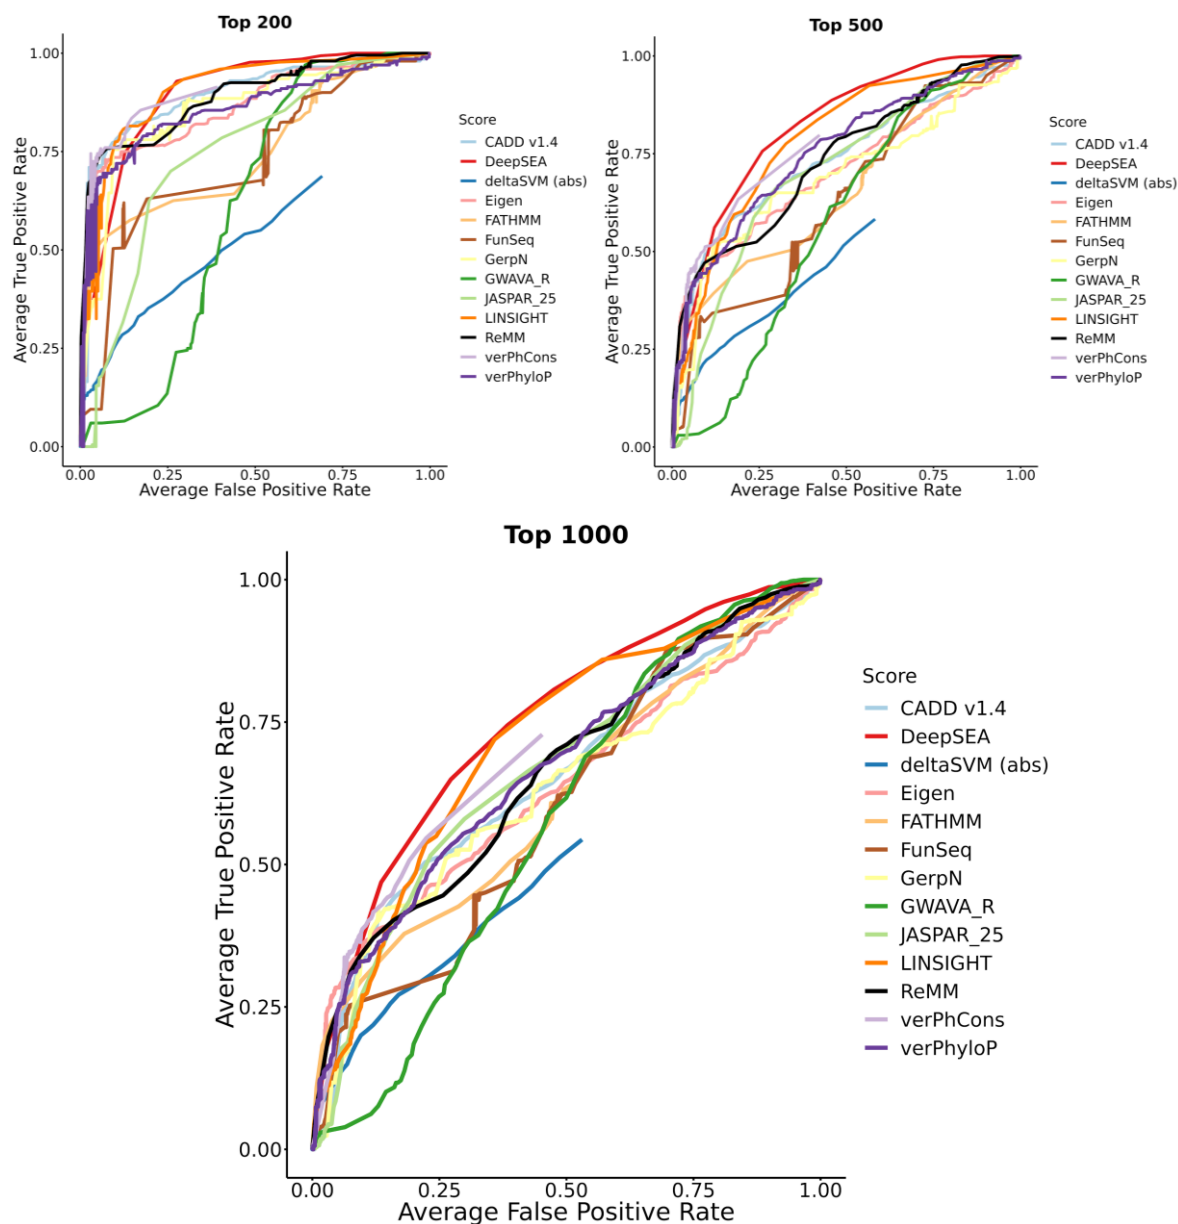 Top 200
Average True Positive Rate
1.00
0.75
0.50
0.25
0.00
0.00 0.25 0.50 0.75 1.00
Average False Positive Rate
Score
CADD v1.4
DeepSEA
deltaSVM (abs)
Eigen
FATHMM
FunSeq
GerpN
GWAVA_R
JASPAR_25
LINSIGHT
ReMM
verPhCons
verPhyloP
Top 500
Average True Positive Rate
1.00
0.75
0.50
0.25
0.00
0.00 0.25 0.50 0.75 1.00
Average False Positive Rate
Score
CADD v1.4
DeepSEA
deltaSVM (abs)
Eigen
FATHMM
FunSeq
GerpN
GWAVA_R
JASPAR_25
LINSIGHT
ReMM
verPhCons
verPhyloP
Top 1000
Average True Positive Rate
1.00
0.75
0.50
0.25
0.00
0.00 0.25 0.50 0.75 1.00
Average False Positive Rate
Score
CADD v1.4
DeepSEA
deltaSVM (abs)
Eigen
FATHMM
FunSeq
GerpN
GWAVA_R
JASPAR_25
LINSIGHT
ReMM
verPhCons
verPhyloP